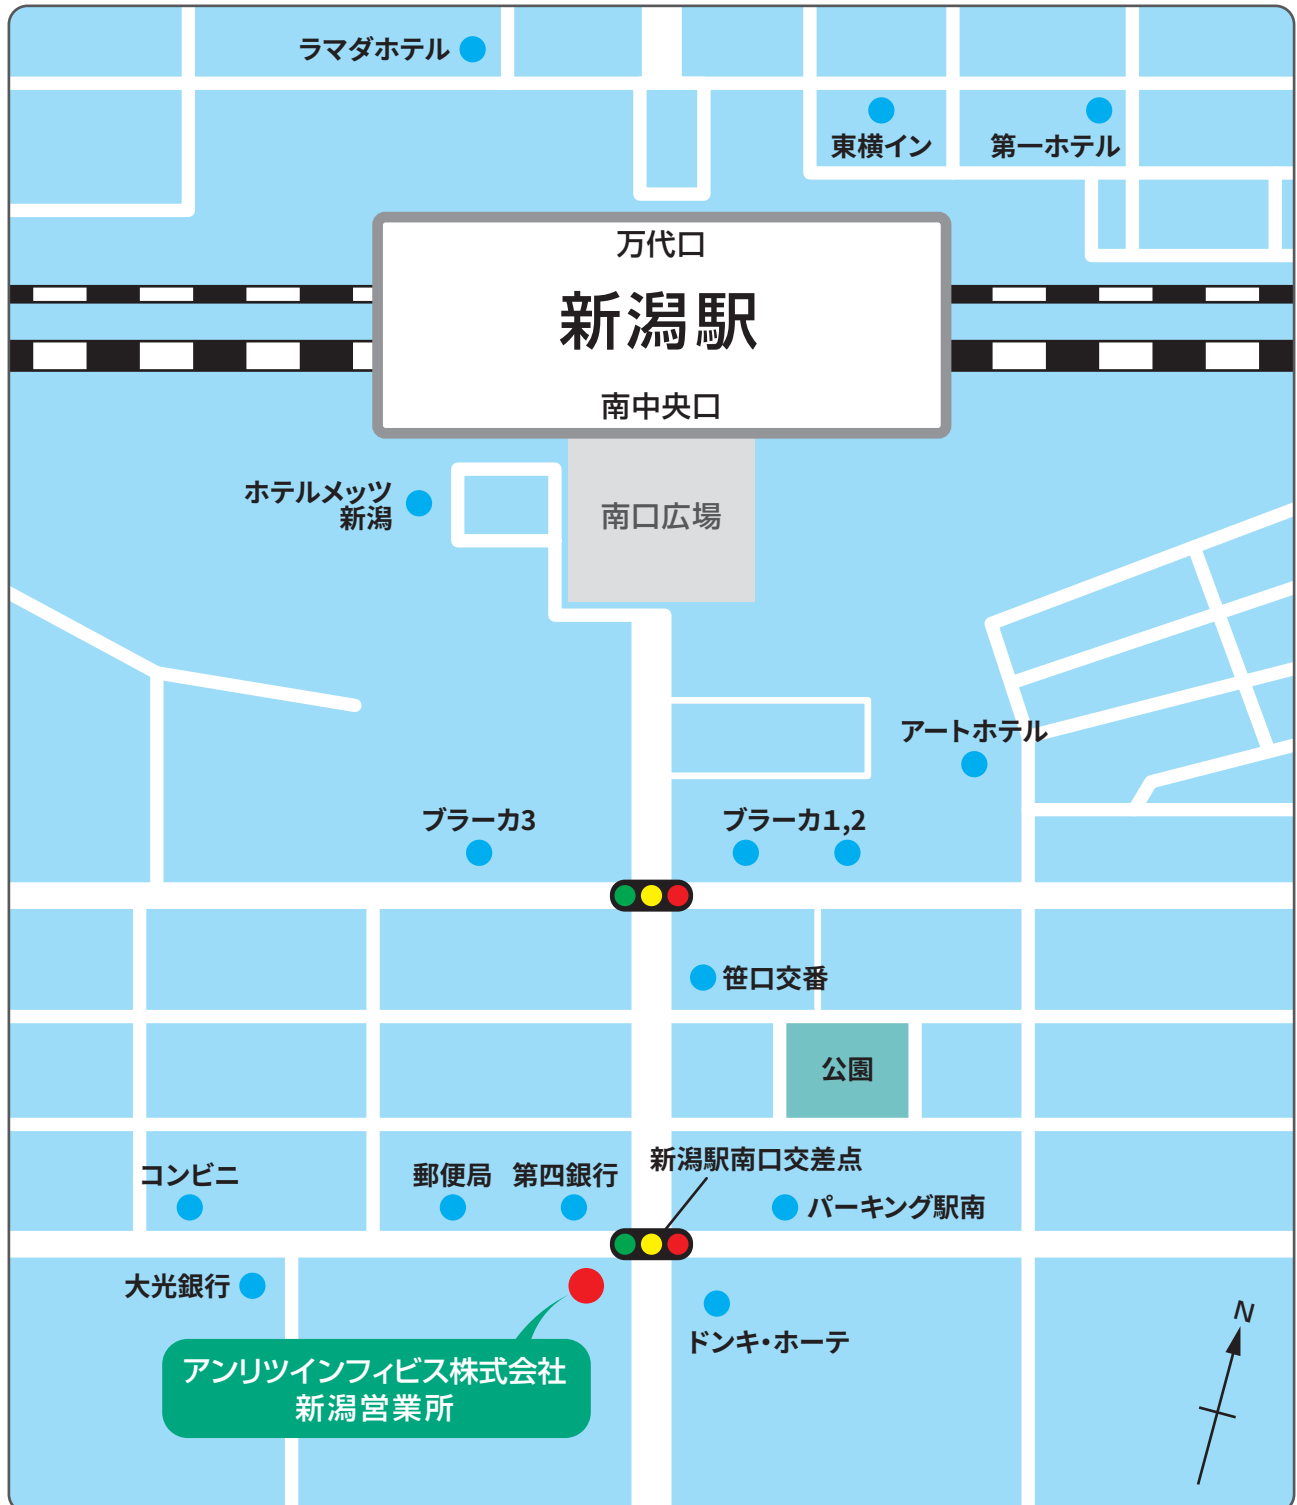 ラマダホテル
東横イン
第一ホテル
万代口
新潟駅
南中央口
ホテルメッツ
新潟
南口広場
アートホテル
ブラーカ3
ブラーカ1,2
笹口交番
公園
新潟駅南口交差点
コンビニ
郵便局
第四銀行
パーキング駅南
大光銀行
ドンキ・ホーテ
N
アンリツインフィビス株式会社
新潟営業所